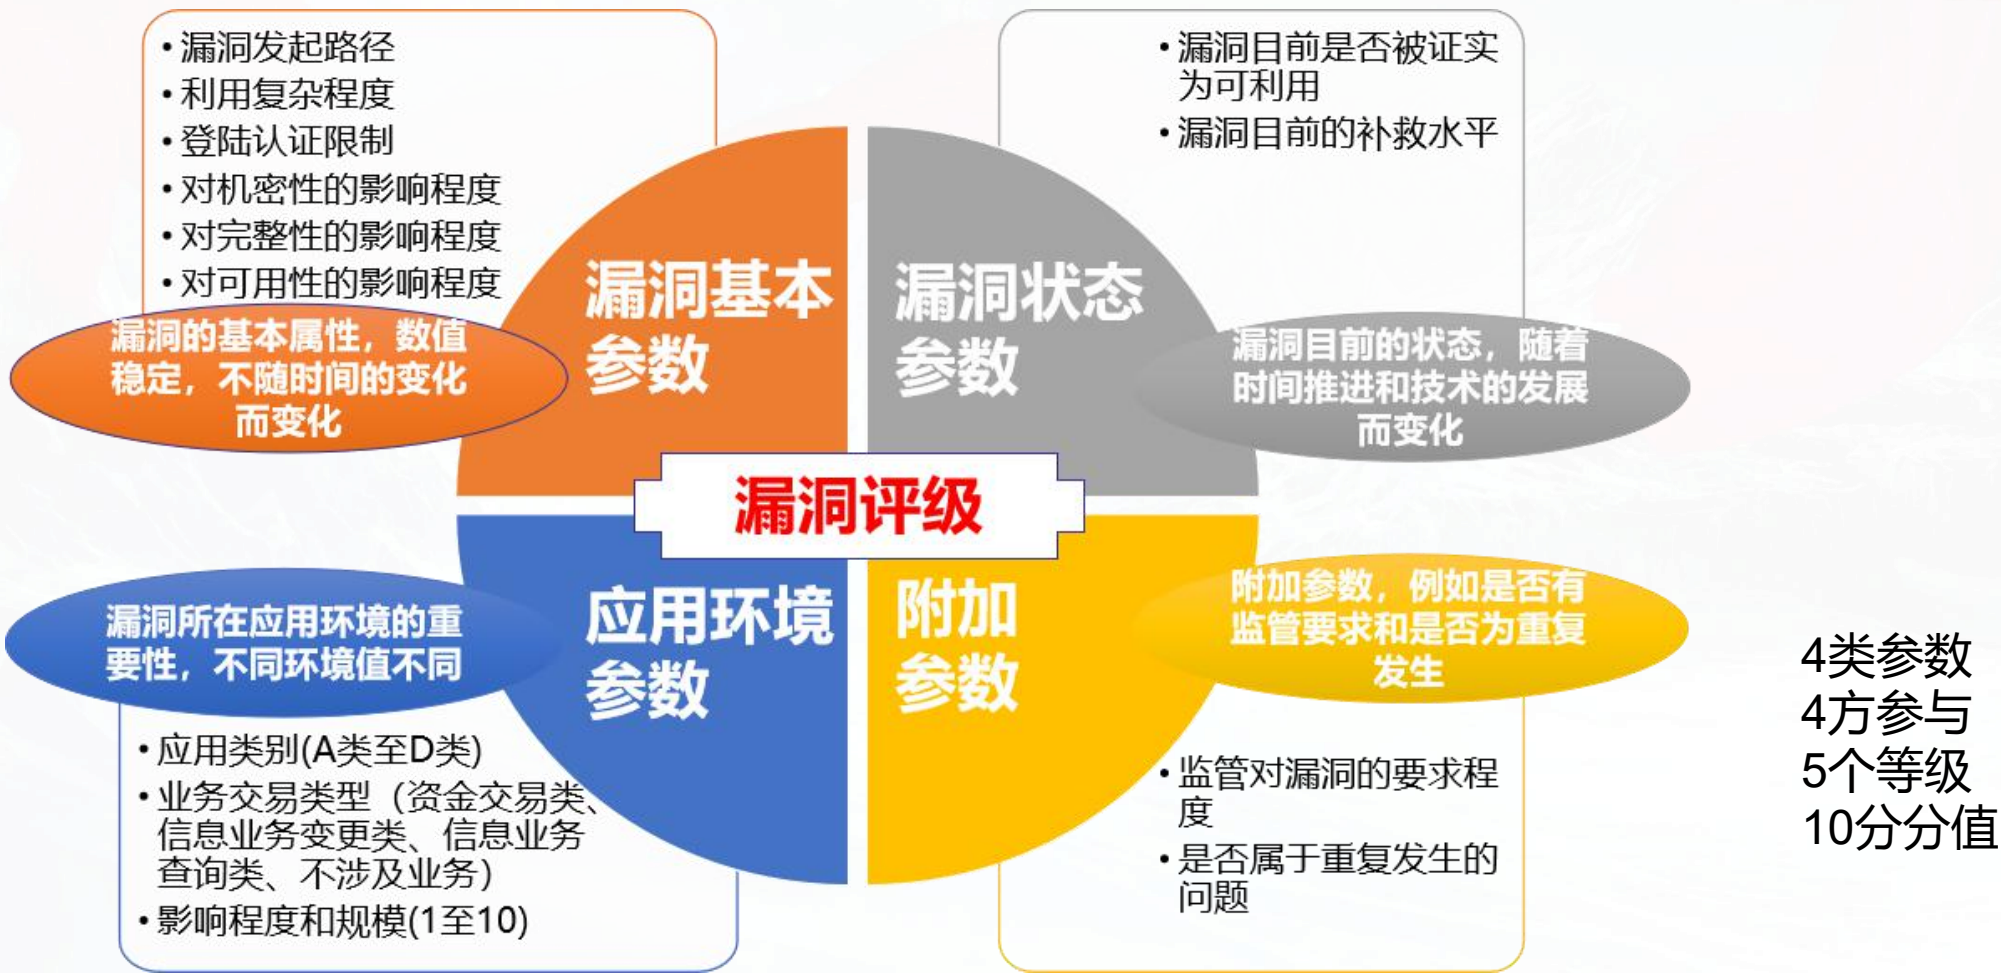 • 漏洞发起路径
• 利用复杂程度
• 登陆认证限制
• 对机密性的影响程度
• 对完整性的影响程度
• 对可用性的影响程度
漏洞的基本属性，数值
稳定，不随时间的变化
而变化
漏洞基本
参数
• 漏洞目前是否被证实
为可利用
• 漏洞目前的补救水平
漏洞状态
参数
漏洞目前的状态，随着
时间推进和技术的发展
而变化
漏洞评级
漏洞所在应用环境的重
要性，不同环境值不同
应用环境
参数
• 应用类别(A类至D类)
• 业务交易类型（资金交易类、
信息业务变更类、信息业务
查询类、不涉及业务）
• 影响程度和规模(1至10)
附加
参数
附加参数，例如是否有
监管要求和是否为重复
发生
• 监管对漏洞的要求程
度
• 是否属于重复发生的
问题
4类参数
4方参与
5个等级
10分分值